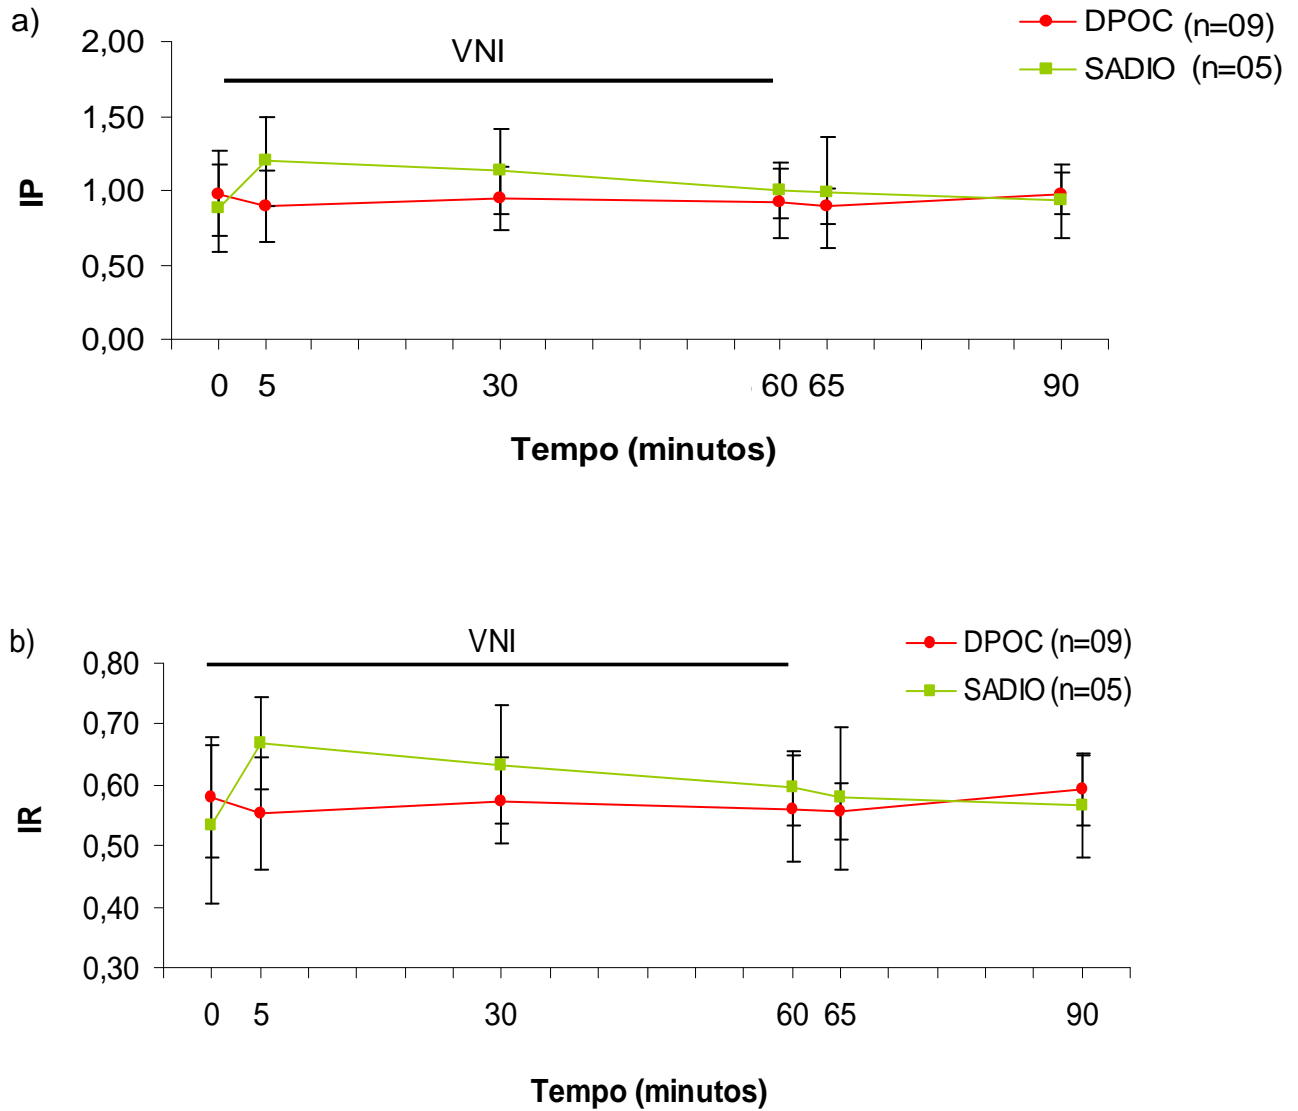 a)
DPOC (n=09)
SADIO (n=05)
VNI
2,00
1,50
1,00
0,50
0,00
IP
0 5 30 60 65 90
Tempo (minutos)
b)
DPOC (n=09)
SADIO (n=05)
VNI
0,80
0,70
0,60
0,50
0,40
0,30
IR
0 5 30 60 65 90
Tempo (minutos)